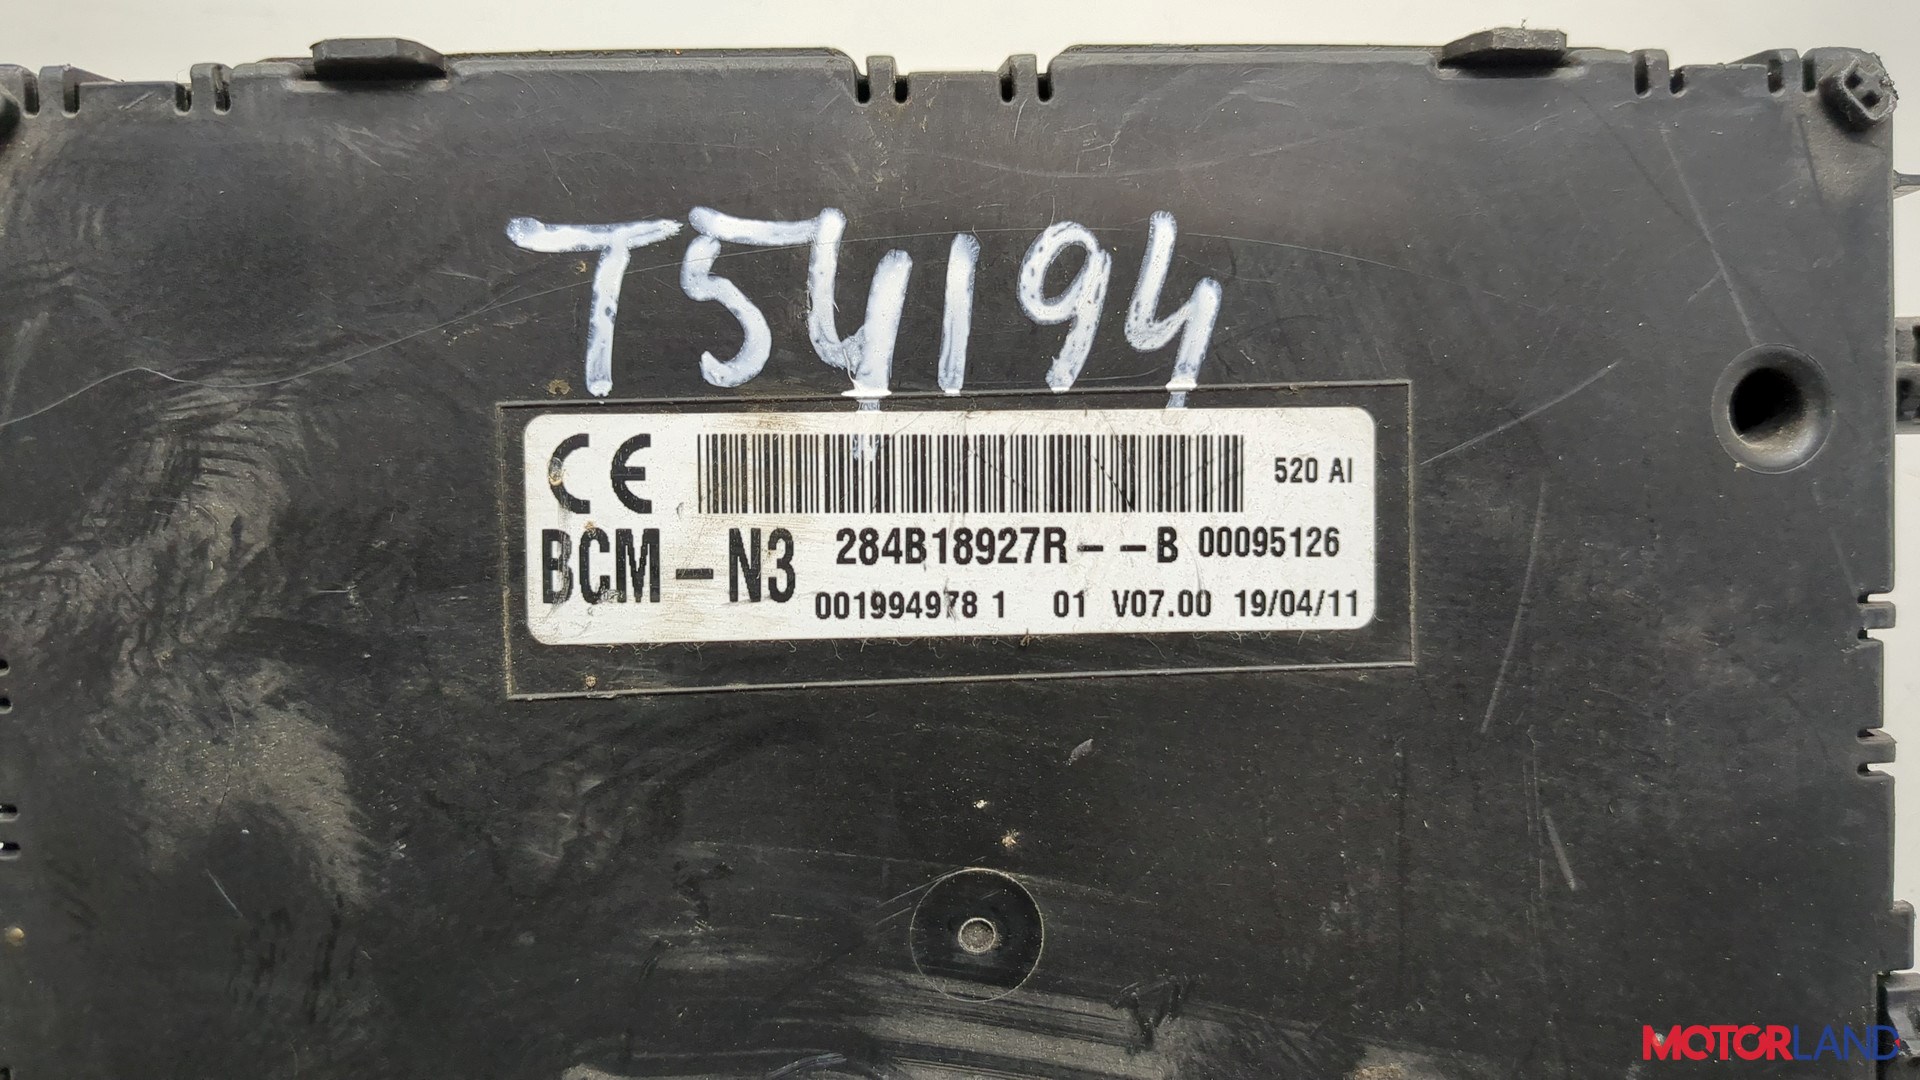 T54194
CE 520 AI
BCM-N3 284B18927R--B 00095126
001994978 1 01 V07.00 19/04/11
MOTORLAND